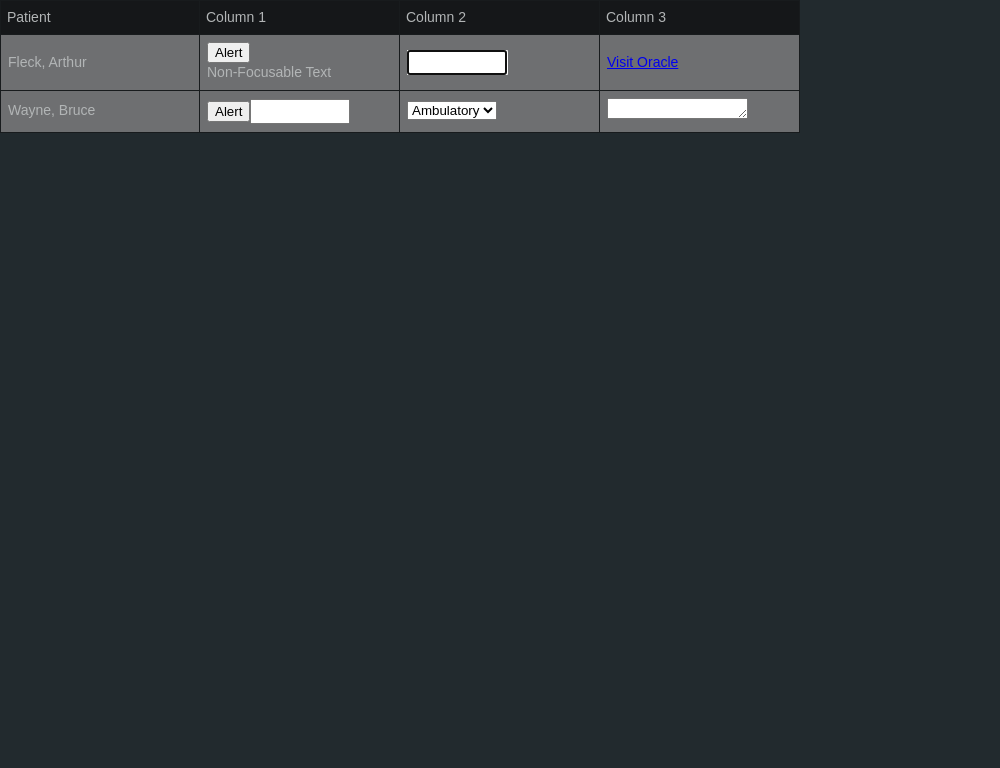 Patient Column 1 Column 2 Column 3
Fleck, Arthur Alert Visit Oracle
Non-Focusable Text
Wayne, Bruce Alert Ambulatory